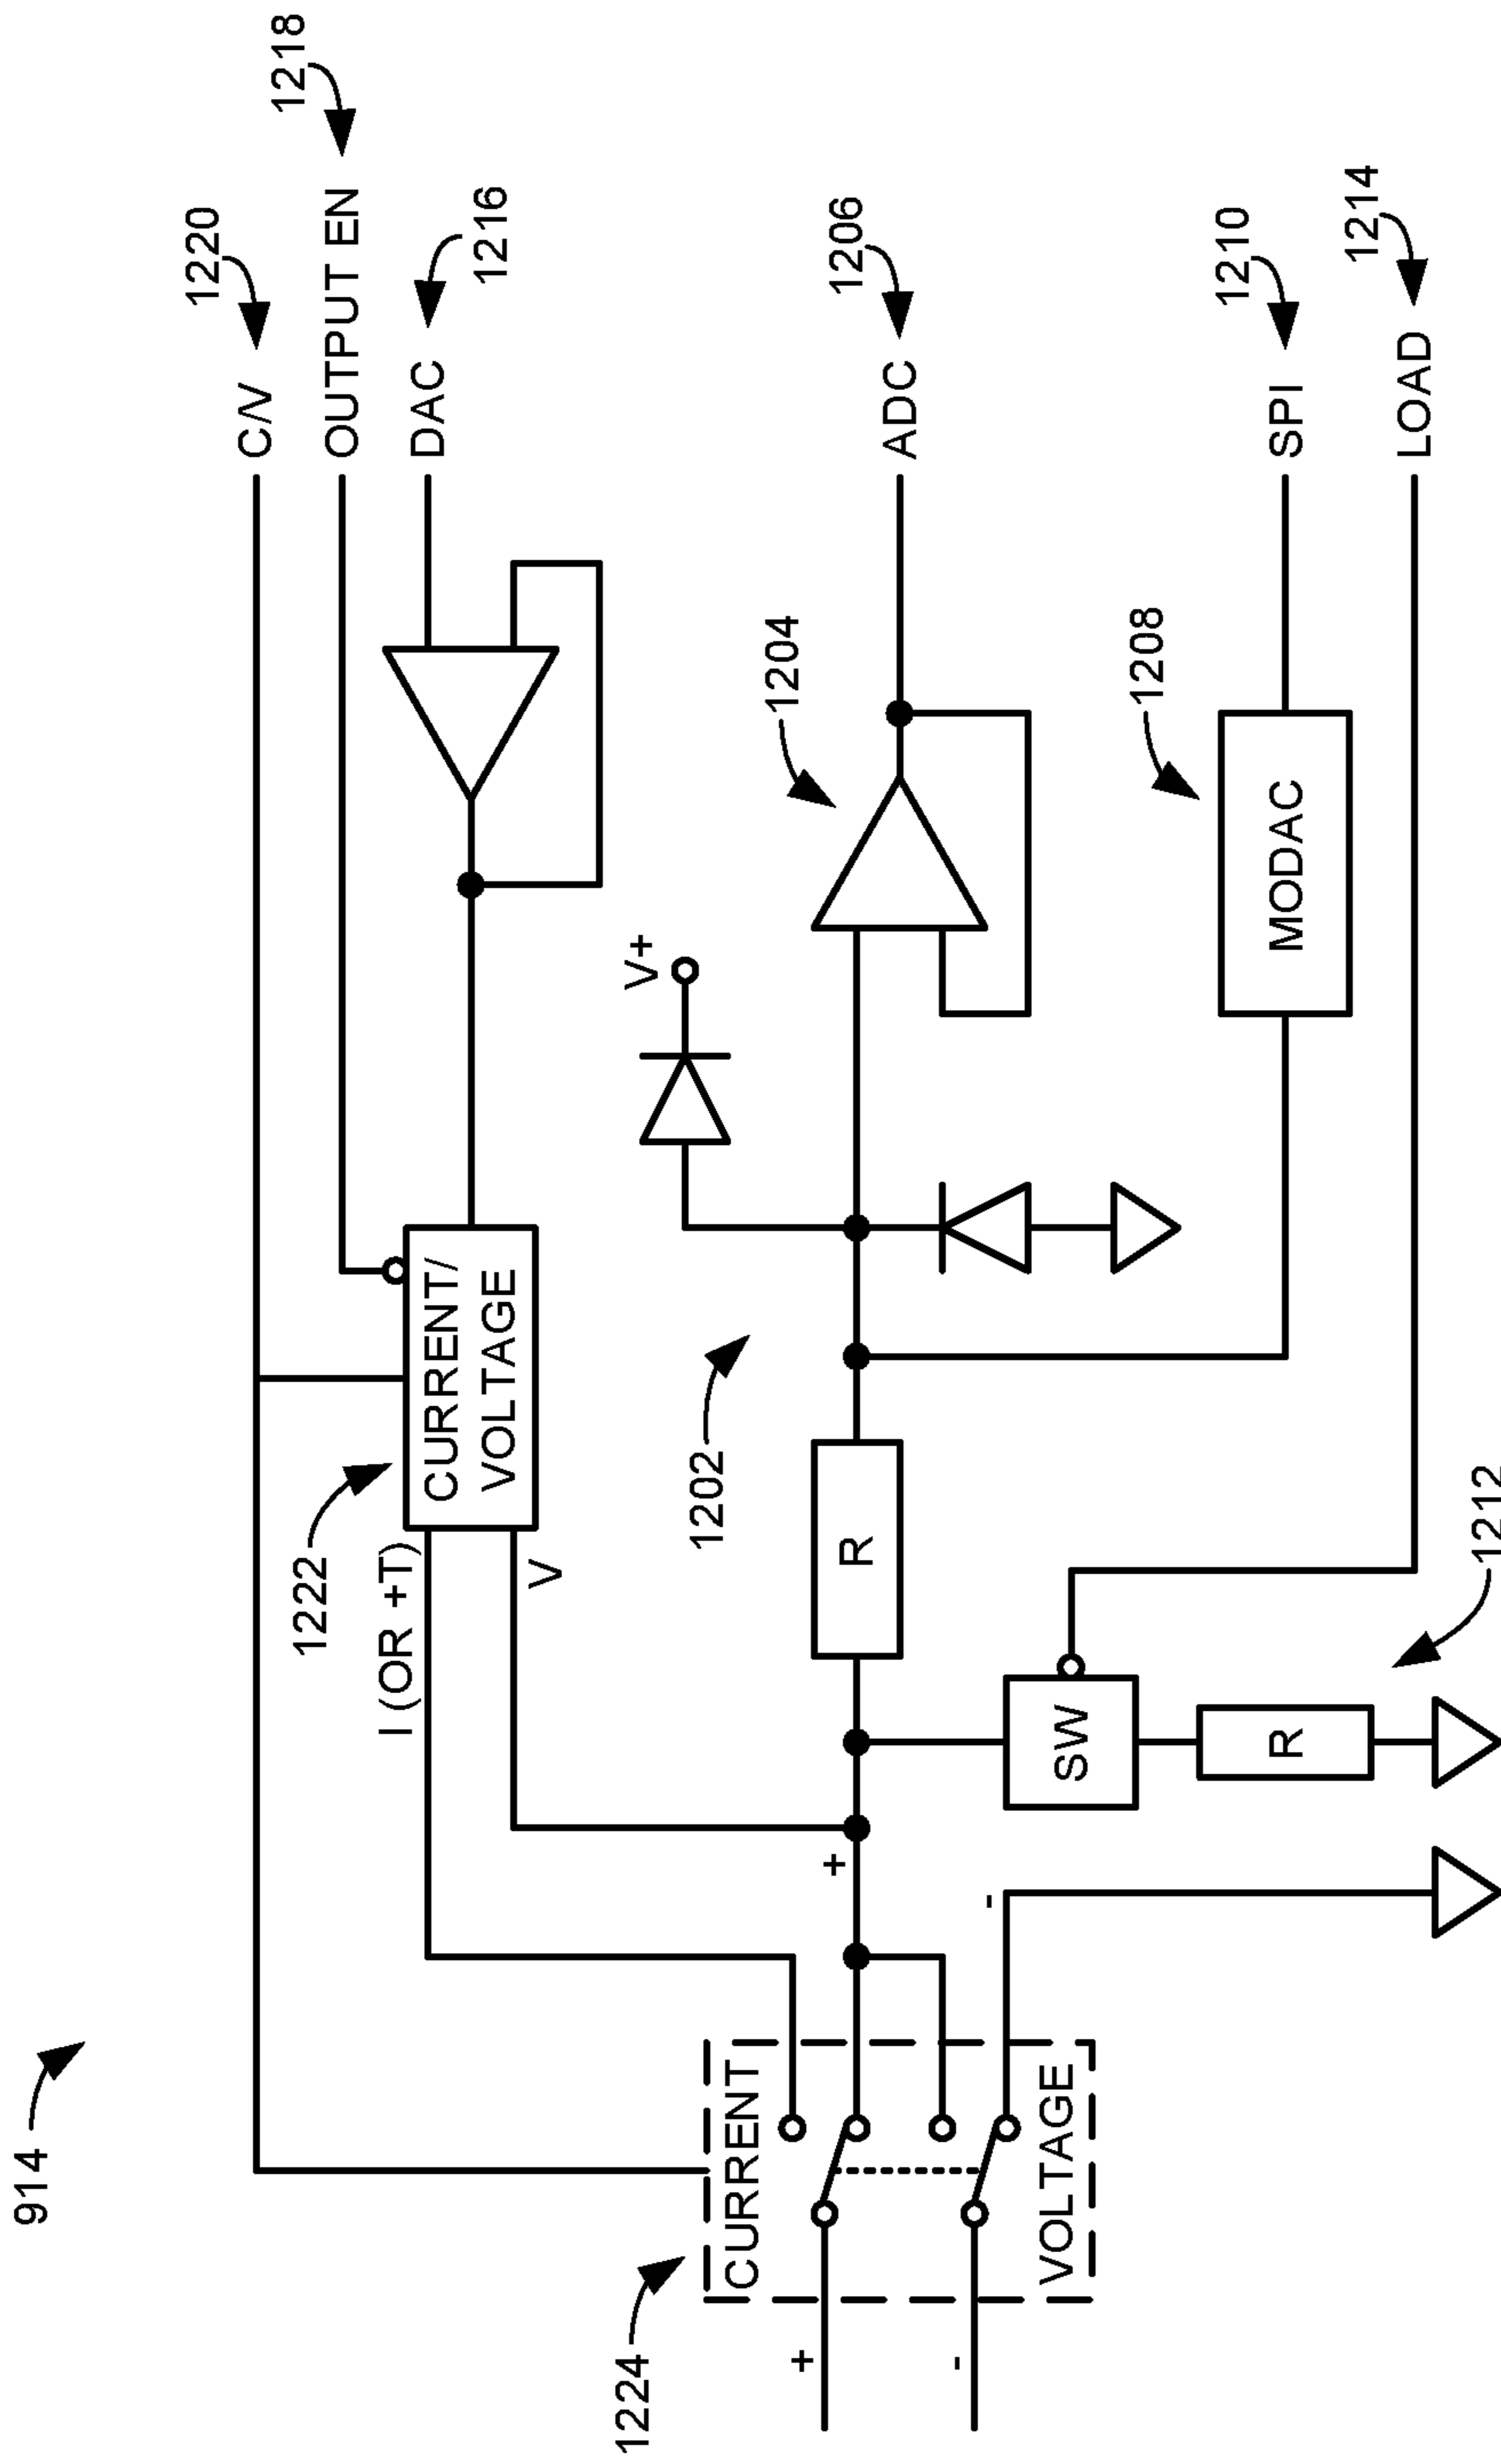 914
1220
1218
C/V
OUTPUT EN
DAC
1216
1222
CURRENT/
VOLTAGE
I (OR +T)
V
V+
1204
1206
ADC
1202
R
1208
MODAC
1210
SPI
1214
LOAD
SW
R
1212
+
-
1224
CURRENT
VOLTAGE
+
-